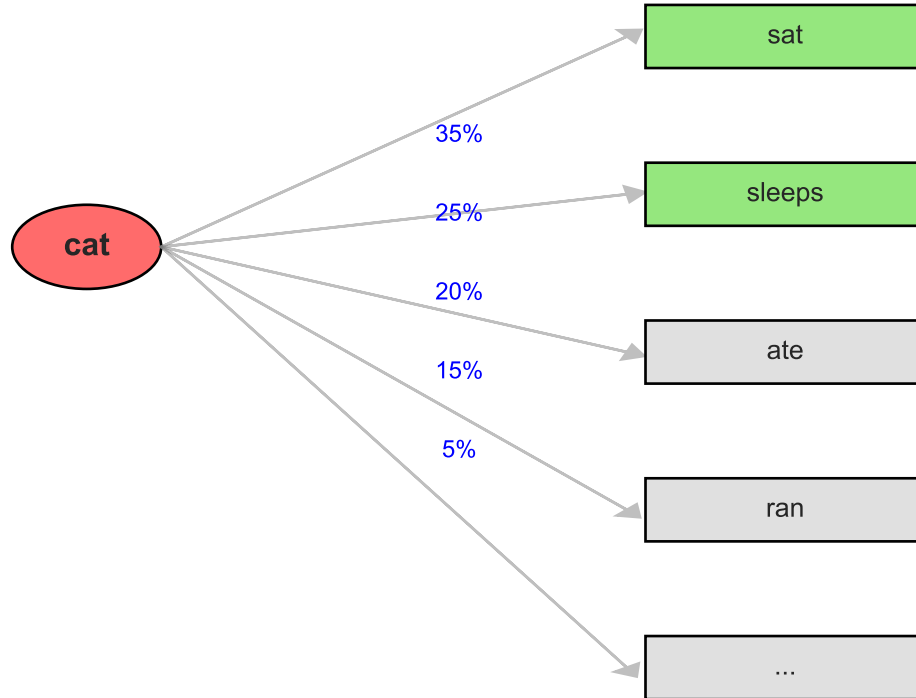 sat
35%
sleeps
25%
cat
20%
ate
15%
5%
ran
...